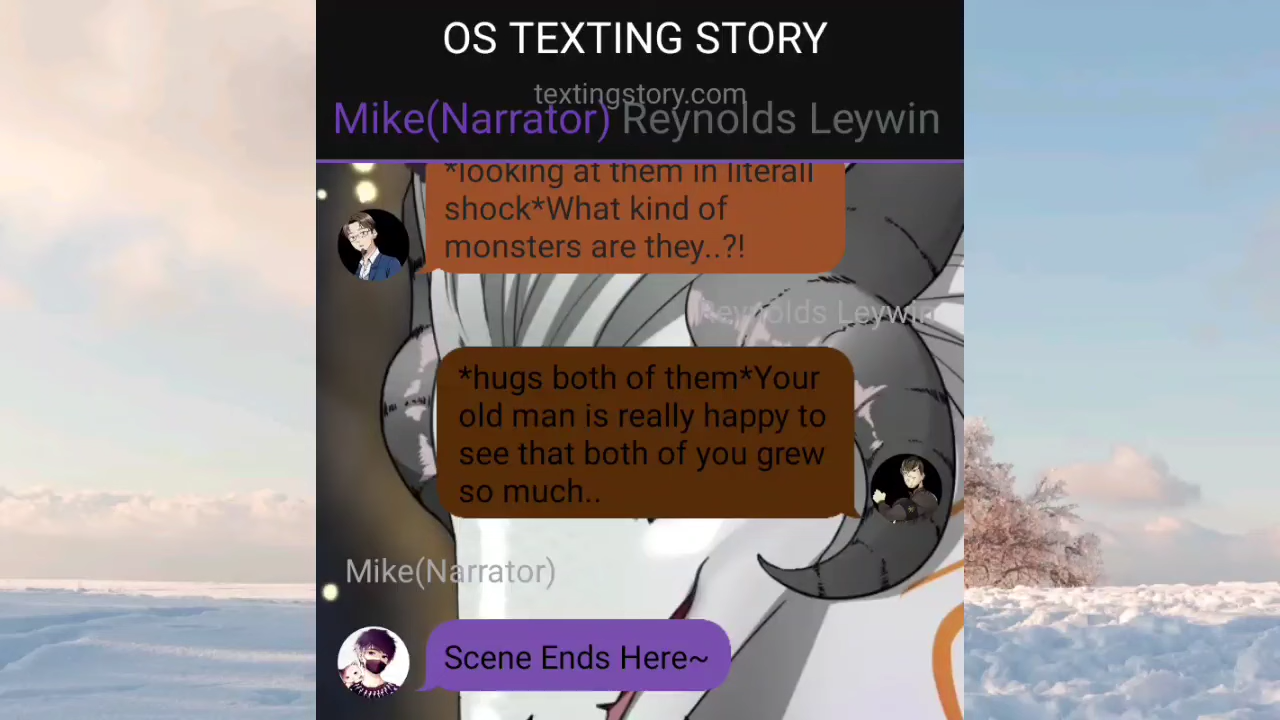 OS TEXTING STORY
textingstory.com
Mike(Narrator) Reynolds Leywin
*looking at them in literall
shock*What kind of
monsters are they..?!
Reynolds Leywin
*hugs both of them*Your
old man is really happy to
see that both of you grew
so much..
Mike(Narrator)
Scene Ends Here~